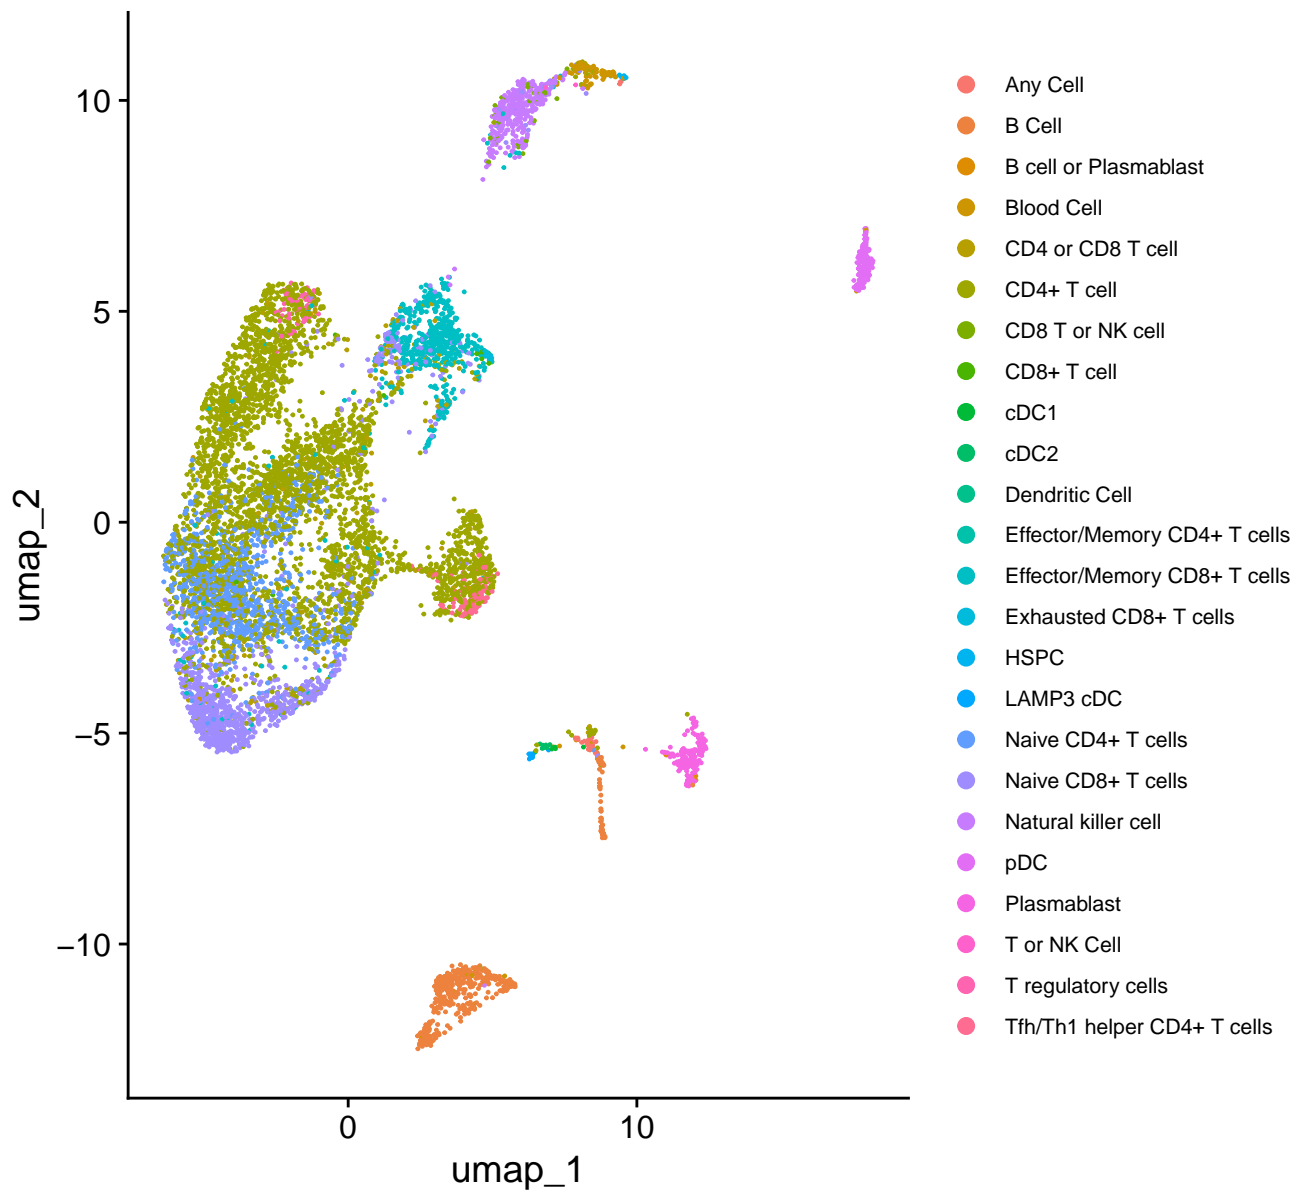 10
5
0
−5
−10
umap_2
0
10
umap_1
Any Cell
B Cell
B cell or Plasmablast
Blood Cell
CD4 or CD8 T cell
CD4+ T cell
CD8 T or NK cell
CD8+ T cell
cDC1
cDC2
Dendritic Cell
Effector/Memory CD4+ T cells
Effector/Memory CD8+ T cells
Exhausted CD8+ T cells
HSPC
LAMP3 cDC
Naive CD4+ T cells
Naive CD8+ T cells
Natural killer cell
pDC
Plasmablast
T or NK Cell
T regulatory cells
Tfh/Th1 helper CD4+ T cells